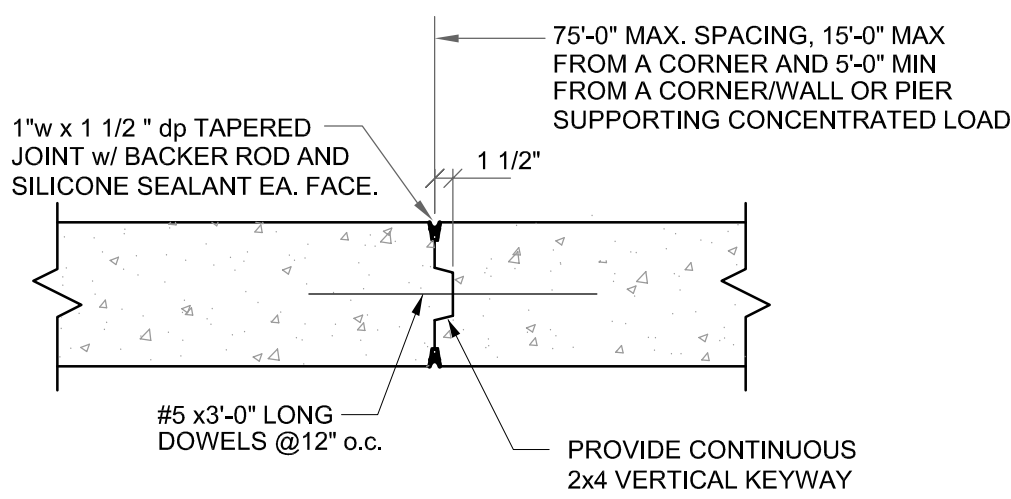 75'-0" MAX. SPACING, 15'-0" MAX
FROM A CORNER AND 5'-0" MIN
FROM A CORNER/WALL OR PIER
SUPPORTING CONCENTRATED LOAD
1"w x 1 1/2 " dp TAPERED
JOINT w/ BACKER ROD AND
SILICONE SEALANT EA. FACE.
1 1/2"
#5 x3'-0" LONG
DOWELS @12" o.c.
PROVIDE CONTINUOUS
2x4 VERTICAL KEYWAY